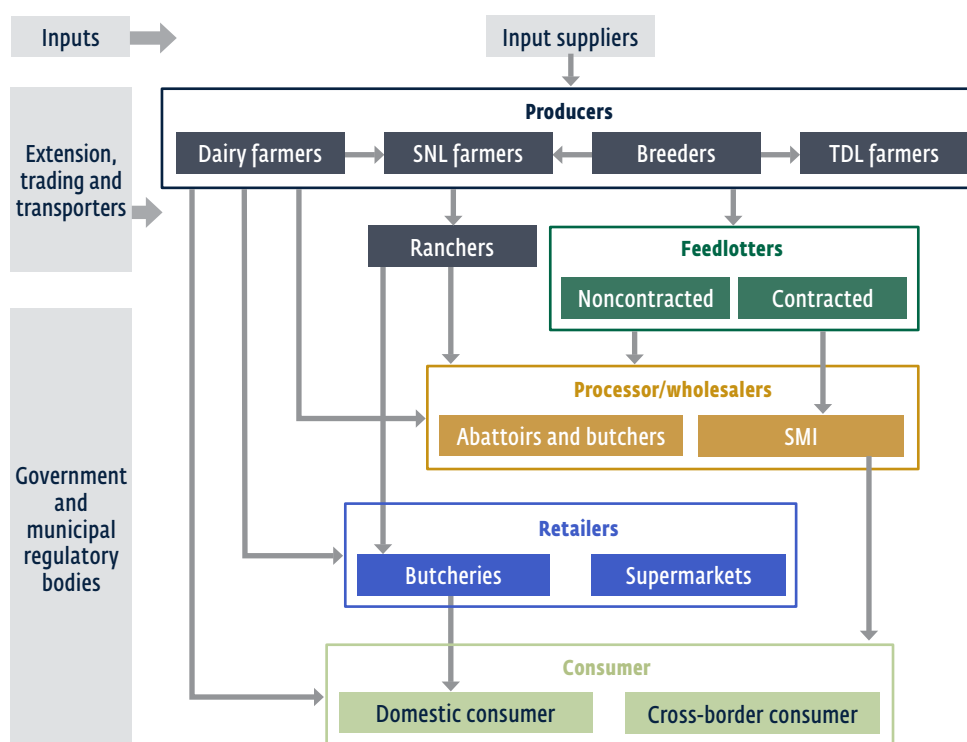 Inputs
Input suppliers
Extension,
trading and
transporters
Producers
Dairy farmers
SNL farmers
Breeders
TDL farmers
Ranchers
Feedlotters
Noncontracted
Contracted
Government
and
municipal
regulatory
bodies
Processor/wholesalers
Abattoirs and butchers
SMI
Retailers
Butcheries
Supermarkets
Consumer
Domestic consumer
Cross-border consumer